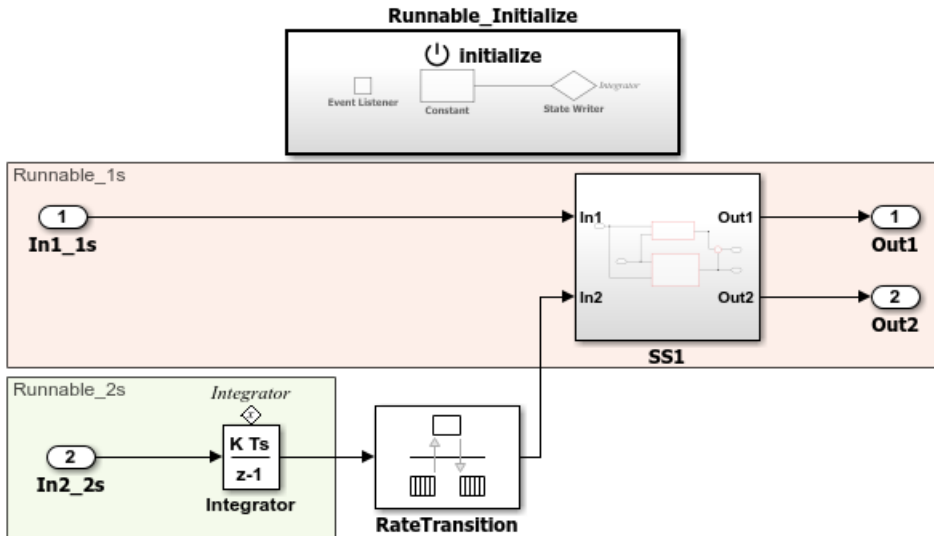 Runnable_Initialize
initialize
Event Listener
Constant
State Writer
Integrator
Runnable_1s
1
In1_1s
In1
In2
Out1
Out2
SS1
1
Out1
2
Out2
Runnable_2s
2
In2_2s
Integrator
x
K Ts
z-1
Integrator
RateTransition